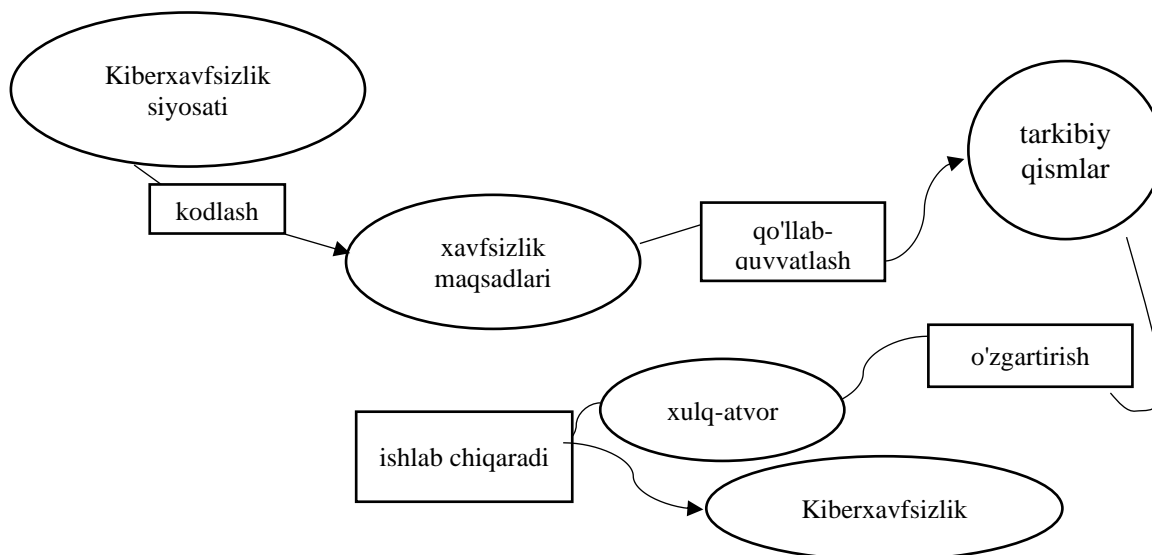 Kiberxavfsizlik
siyosati
kodlash
xavfsizlik
maqsadlari
qo'llab-
quvvatlash
tarkibiy
qismlar
o'zgartirish
xulq-atvor
ishlab chiqaradi
Kiberxavfsizlik